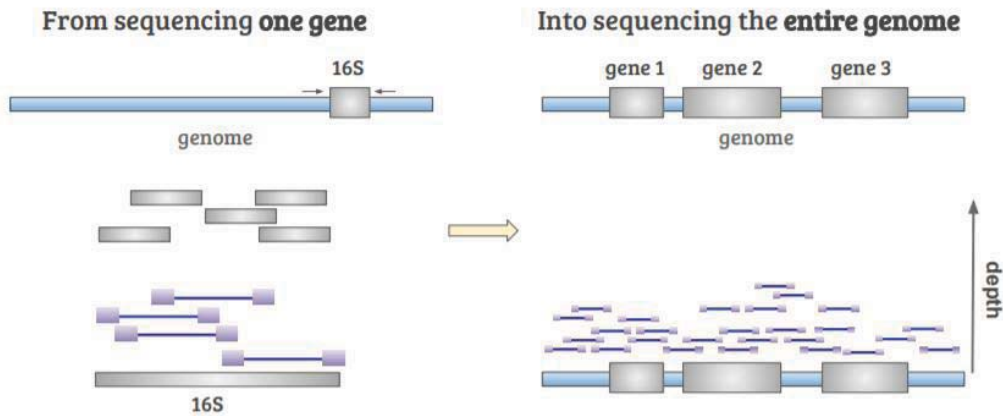 From sequencing one gene
Into sequencing the entire genome
16S
genome
gene 1 gene 2 gene 3
genome
depth
16S